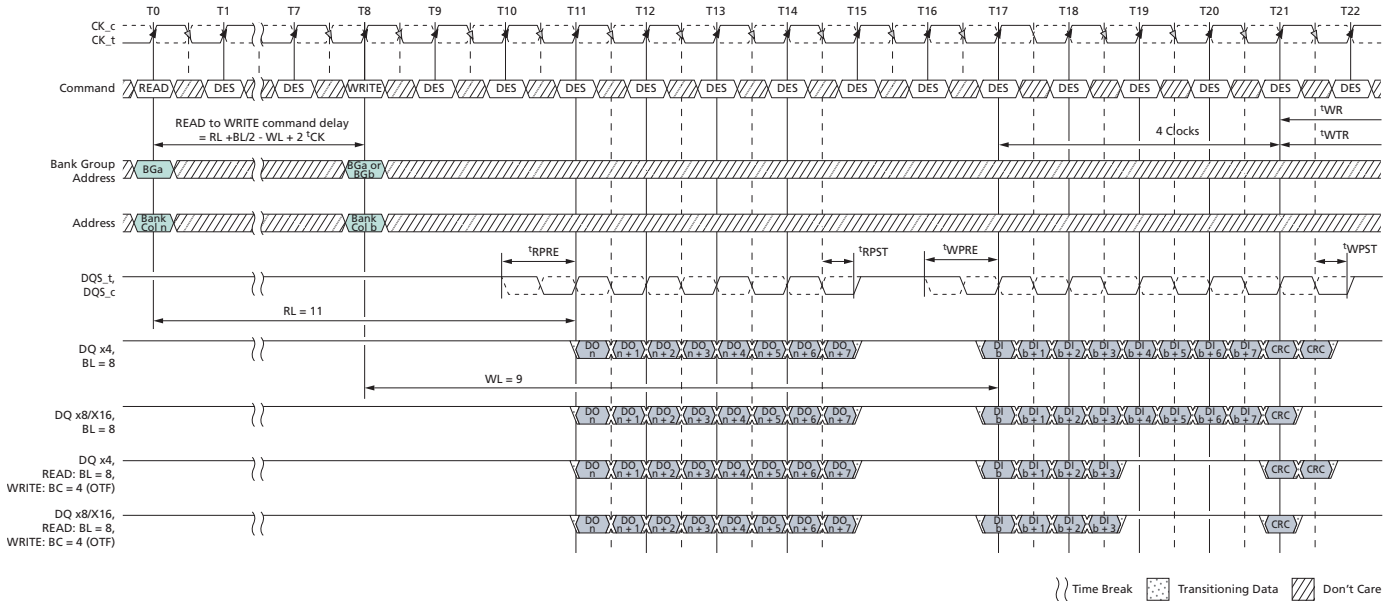 T0 T1 T7 T8 T9 T10 T11 T12 T13 T14 T15 T16 T17 T18 T19 T20 T21 T22
CK_c
CK_t
Command READ DES DES WRITE DES DES DES DES DES DES DES DES DES DES DES DES DES DES
tWR
READ to WRITE command delay
= RL +BL/2 - WL + 2 tCK
4 Clocks
tWTR
Bank Group
Address
BGa
BGa or
BGb
Address
Bank
Col n
Bank
Col b
tRPRE tRPST tWPRE tWPST
DQS_t,
DQS_c
RL = 11
DQ x4,
BL = 8
DO n DO n + 1 DO n + 2 DO n + 3 DO n + 4 DO n + 5 DO n + 6 DO n + 7 DI b DI b + 1 DI b + 2 DI b + 3 DI b + 4 DI b + 5 DI b + 6 DI b + 7 CRC CRC
WL = 9
DQ x8/X16,
BL = 8
DO n DO n + 1 DO n + 2 DO n + 3 DO n + 4 DO n + 5 DO n + 6 DO n + 7 DI b DI b + 1 DI b + 2 DI b + 3 DI b + 4 DI b + 5 DI b + 6 DI b + 7 CRC
DQ x4,
READ: BL = 8,
WRITE: BC = 4 (OTF)
DO n DO n + 1 DO n + 2 DO n + 3 DO n + 4 DO n + 5 DO n + 6 DO n + 7 DI b DI b + 1 DI b + 2 DI b + 3 CRC CRC
DQ x8/X16,
READ: BL = 8,
WRITE: BC = 4 (OTF)
DO n DO n + 1 DO n + 2 DO n + 3 DO n + 4 DO n + 5 DO n + 6 DO n + 7 DI b DI b + 1 DI b + 2 DI b + 3 CRC
Time Break Transitioning Data Don't Care